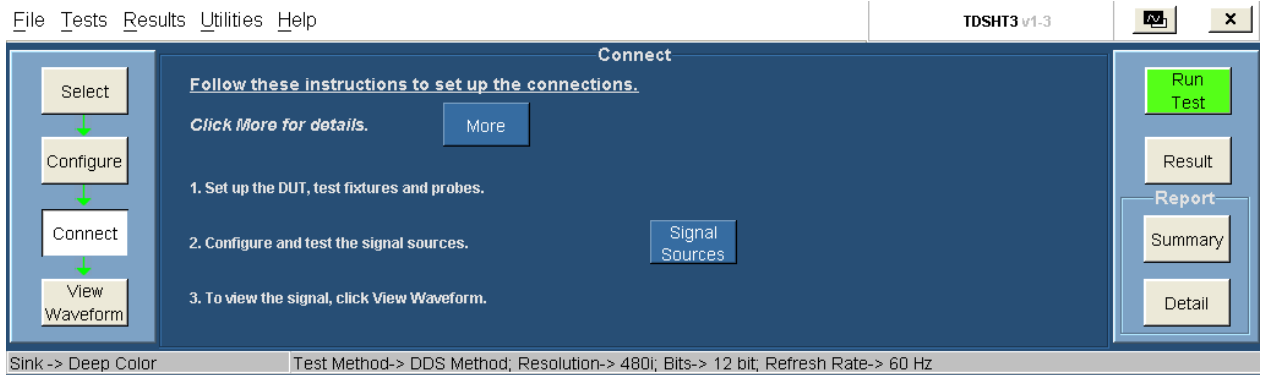 File Tests Results Utilities Help
TDSHT3 v1-3
x
Select
Configure
Connect
View
Waveform
Connect
Follow these instructions to set up the connections.
Click More for details.
More
1. Set up the DUT, test fixtures and probes.
2. Configure and test the signal sources.
Signal
Sources
3. To view the signal, click View Waveform.
Run
Test
Result
Report
Summary
Detail
Sink -> Deep Color
Test Method-> DDS Method; Resolution-> 480i; Bits-> 12 bit; Refresh Rate-> 60 Hz